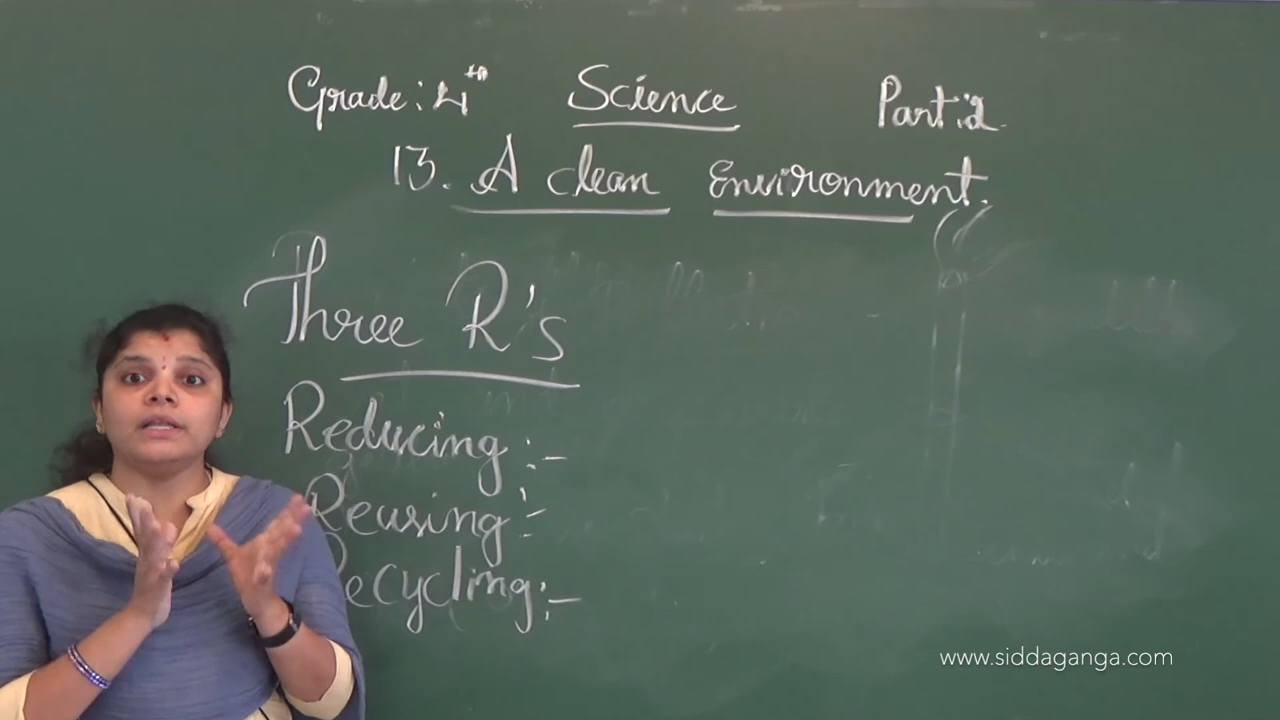 Grade: 4th Science Part: 2
13. A clean Environment.
Three R's
Reducing :-
Reusing :-
Recycling :-
www.siddaganga.com